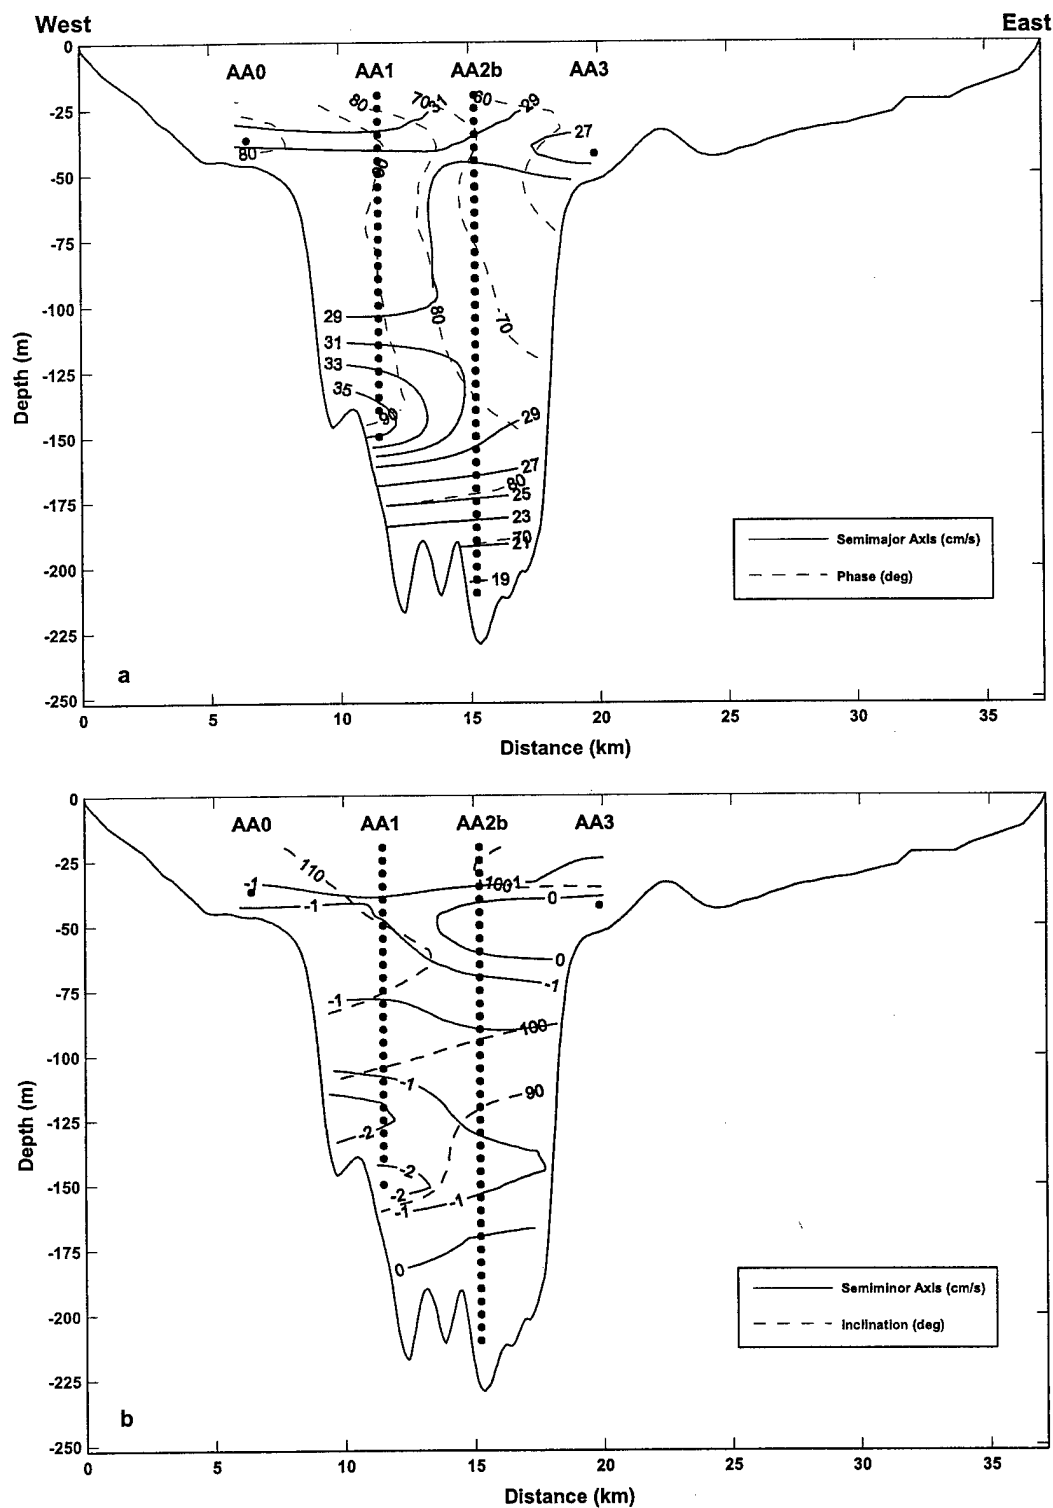 West East
0
AA0 AA1 AA2b AA3
80 70 31 60 29
-25
27
80
90
-50
-75
-100
29 80 70
31
33
-125
35
90 29
-150
27
80
-175
25
23
70
21
-200
19
-225
-250
Depth (m)
Semimajor Axis (cm/s)
Phase (deg)
a
0 5 10 15 20 25 30 35
Distance (km)
0
AA0 AA1 AA2b AA3
-25
110
-1 100 1
-1 0
-50
0
-1
-75
-1
100
-100
-1
90
-125
-2
-2
-150
-2
-1 -1
-175
0
-200
-225
-250
Depth (m)
Semiminor Axis (cm/s)
Inclination (deg)
b
0 5 10 15 20 25 30 35
Distance (km)